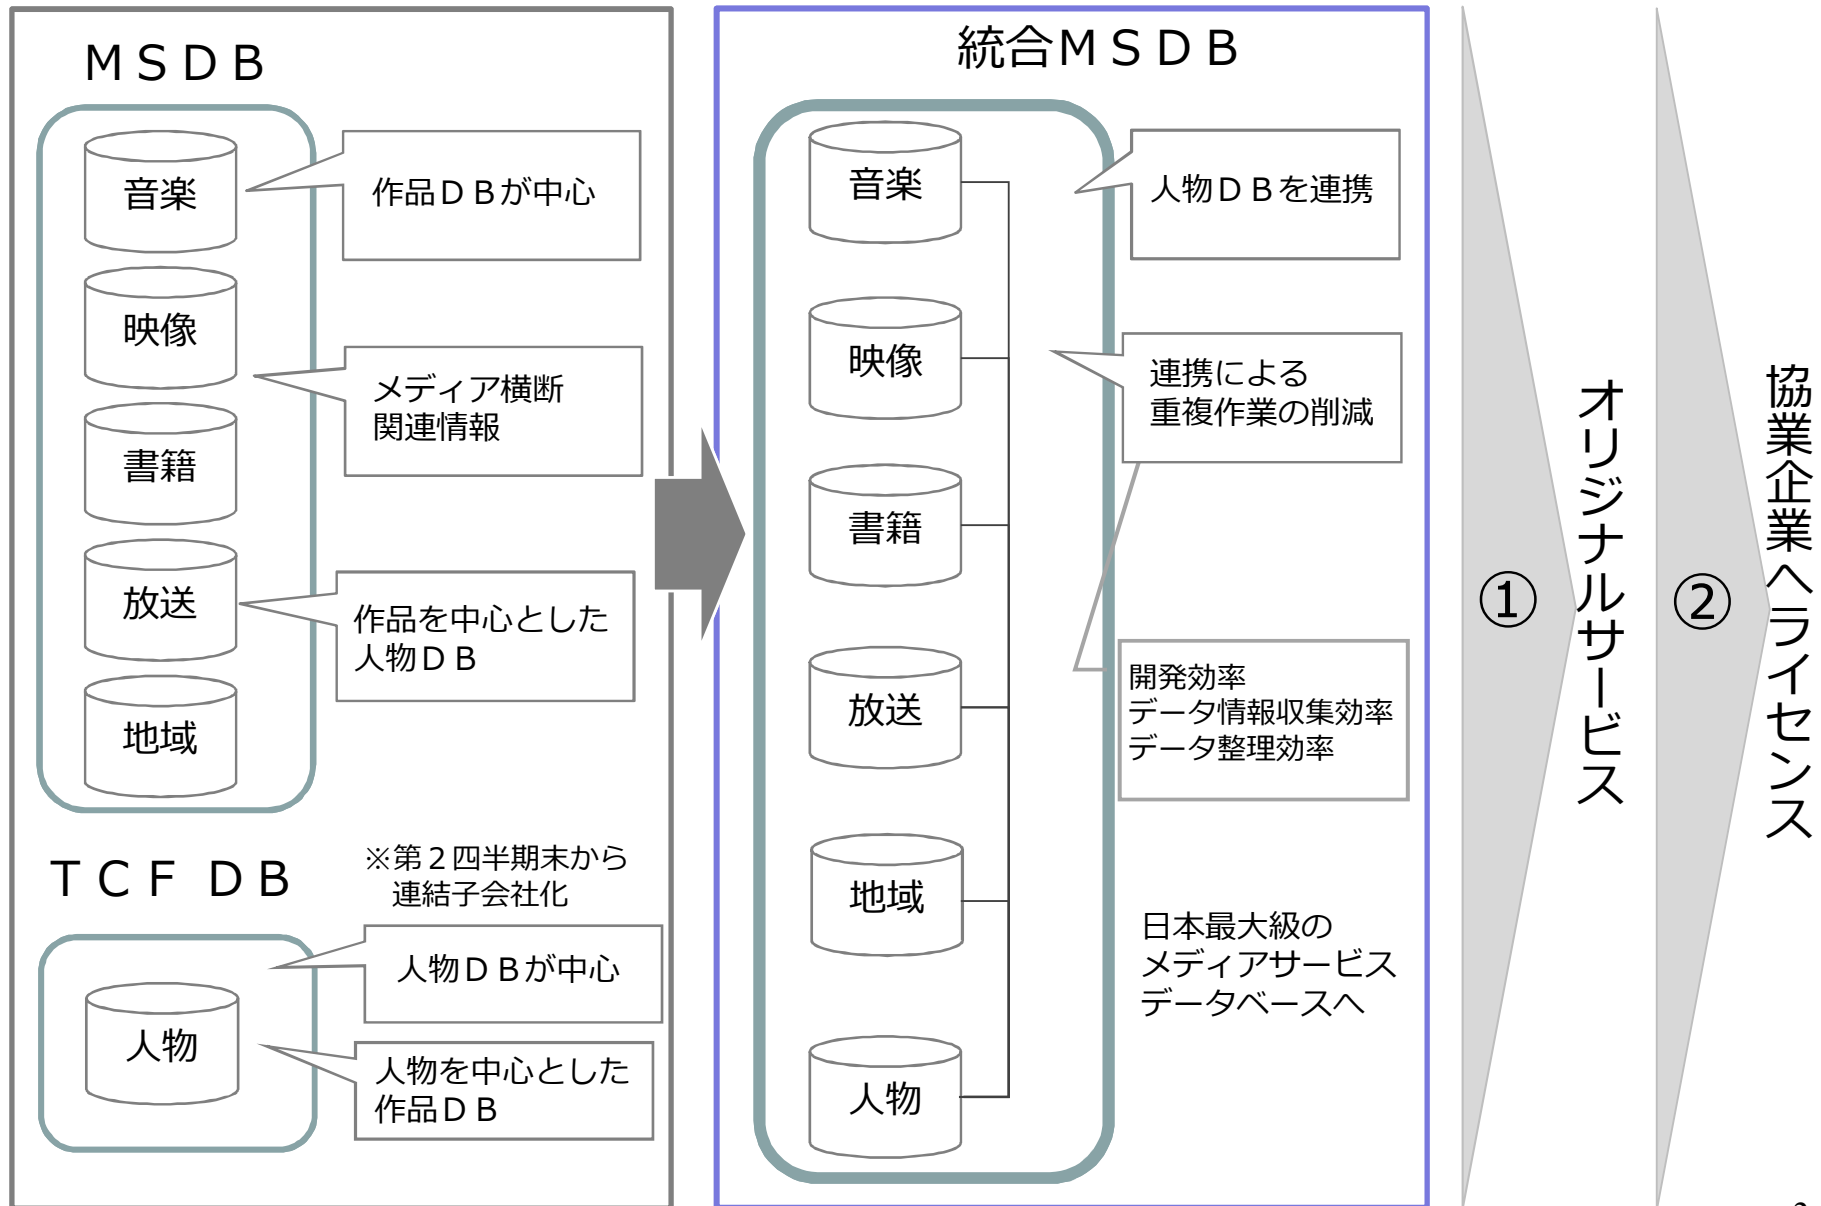 ＭＳＤＢ
音楽
映像
書籍
放送
地域
作品ＤＢが中心
メディア横断
関連情報
作品を中心とした
人物ＤＢ
ＴＣＦ ＤＢ
※第２四半期末から
連結子会社化
人物
人物ＤＢが中心
人物を中心とした
作品ＤＢ
統合ＭＳＤＢ
音楽
映像
書籍
放送
地域
人物
人物ＤＢを連携
連携による
重複作業の削減
開発効率
データ情報収集効率
データ整理効率
日本最大級の
メディアサービス
データベースへ
①
オリジナルサービス
②
協業企業へライセンス